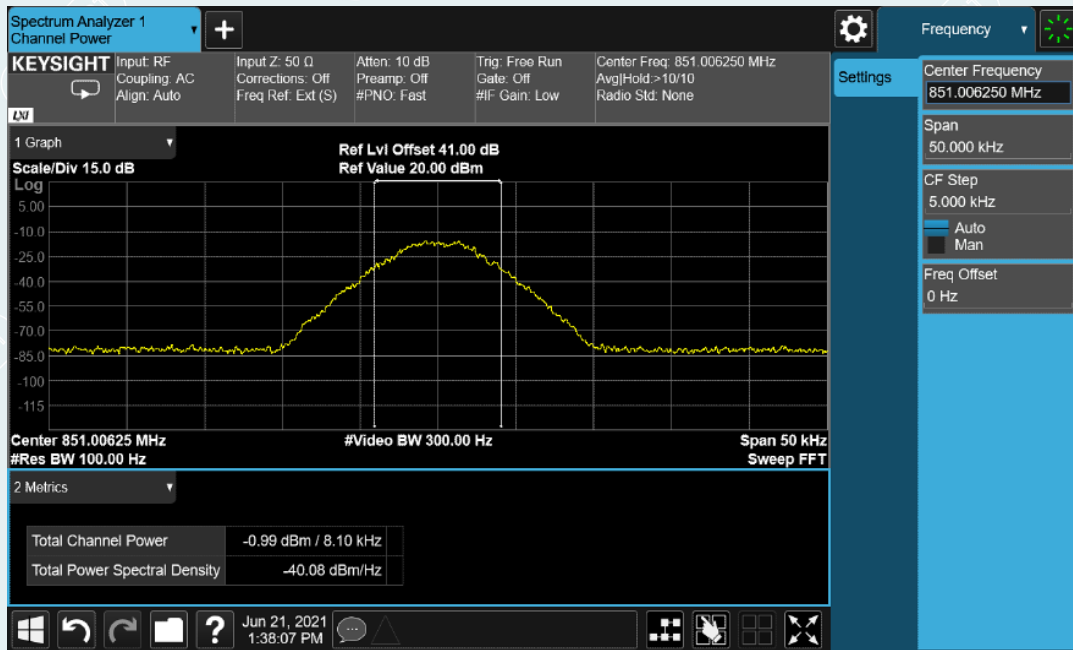 Spectrum Analyzer 1
Channel Power
Frequency
KEYSIGHT
LXI
Input: RF
Coupling: AC
Align: Auto
Input Z: 50 Ω
Corrections: Off
Freq Ref: Ext (S)
Atten: 10 dB
Preamp: Off
#PNO: Fast
Trig: Free Run
Gate: Off
#IF Gain: Low
Center Freq: 851.006250 MHz
Avg|Hold:>10/10
Radio Std: None
Settings
Center Frequency
851.006250 MHz
Span
50.000 kHz
CF Step
5.000 kHz
Auto
Man
Freq Offset
0 Hz
1 Graph
Scale/Div 15.0 dB
Ref Lvl Offset 41.00 dB
Ref Value 20.00 dBm
Log
5.00
-10.0
-25.0
-40.0
-55.0
-70.0
-85.0
-100
-115
Center 851.00625 MHz
#Video BW 300.00 Hz
Span 50 kHz
#Res BW 100.00 Hz
Sweep FFT
2 Metrics
Total Channel Power -0.99 dBm / 8.10 kHz
Total Power Spectral Density -40.08 dBm/Hz
?
Jun 21, 2021
1:38:07 PM